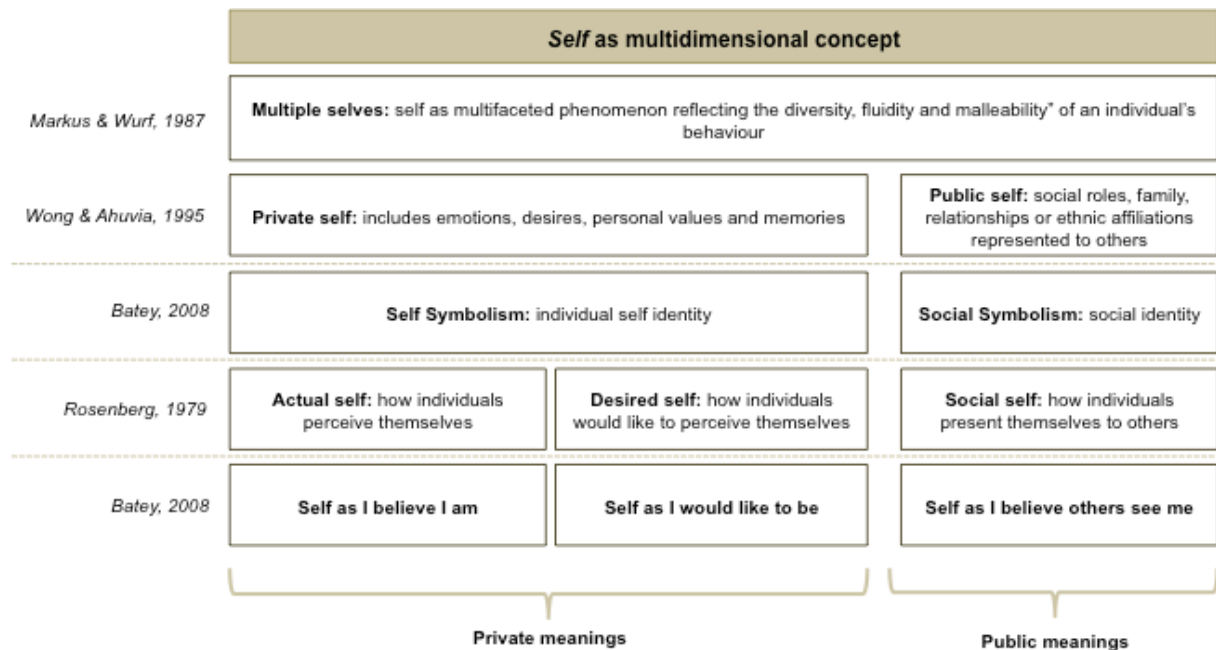 Self as multidimensional concept
Markus & Wurf, 1987
Multiple selves: self as multifaceted phenomenon reflecting the diversity, fluidity and malleability" of an individual's
behaviour
Wong & Ahuvia, 1995
Private self: includes emotions, desires, personal values and memories
Public self: social roles, family,
relationships or ethnic affiliations
represented to others
Batey, 2008
Self Symbolism: individual self identity
Social Symbolism: social identity
Rosenberg, 1979
Actual self: how individuals
perceive themselves
Desired self: how individuals
would like to perceive themselves
Social self: how individuals
present themselves to others
Batey, 2008
Self as I believe I am
Self as I would like to be
Self as I believe others see me
Private meanings
Public meanings